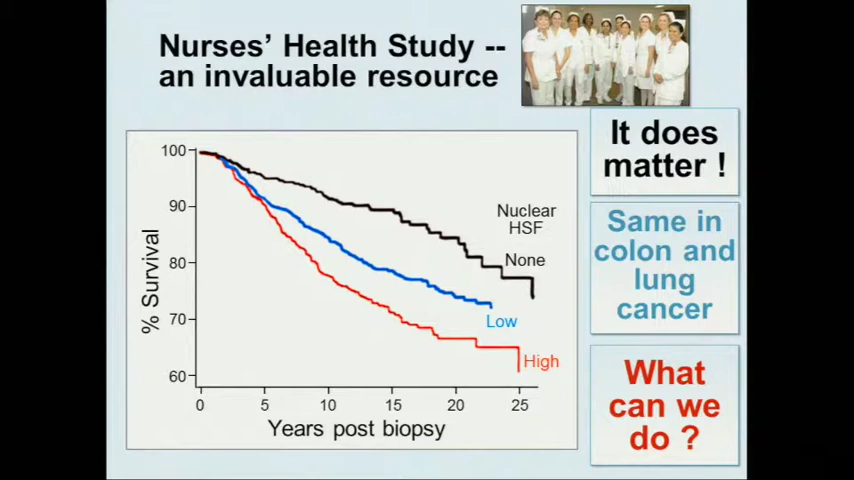 Nurses' Health Study --
an invaluable resource
It does
matter !
Same in
colon and
lung
cancer
What
can we
do ?
% Survival
100
90
80
70
60
Nuclear
HSF
None
Low
High
0 5 10 15 20 25
Years post biopsy